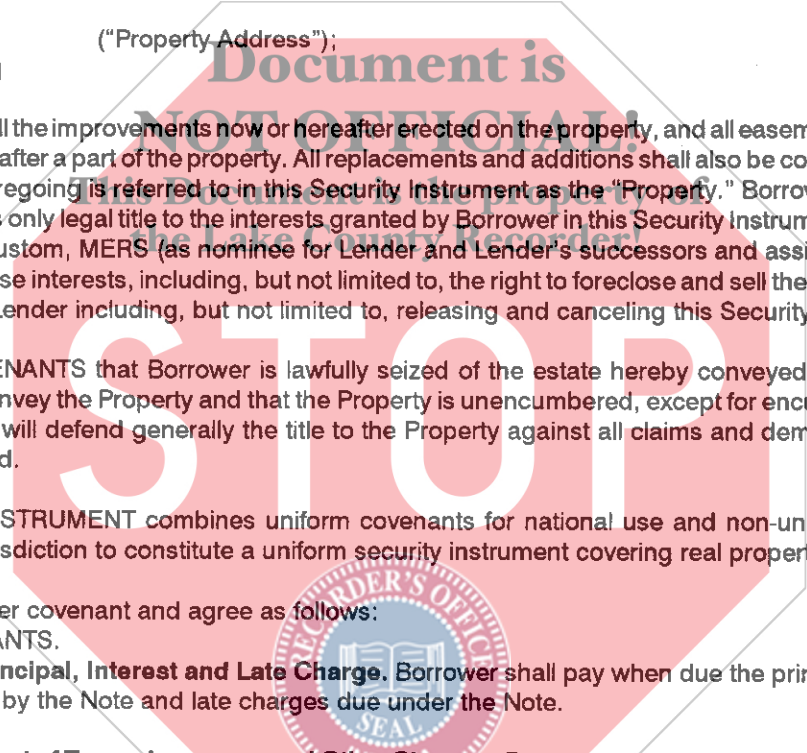 ("Property Address");
Document is
NOT OFFICIAL!
ll the improvements now or hereafter erected on the property, and all easem
after a part of the property. All replacements and additions shall also be co
This Document is the property of
regoing is referred to in this Security Instrument as the "Property." Borrow
s only legal title to the interests granted by Borrower in this Security Instrum
the Lake County Recorder!
ustom, MERS (as nominee for Lender and Lender's successors and assi
se interests, including, but not limited to, the right to foreclose and sell the
Lender including, but not limited to, releasing and canceling this Security
STOP
ENANTS that Borrower is lawfully seized of the estate hereby conveyed
nvey the Property and that the Property is unencumbered, except for encu
will defend generally the title to the Property against all claims and dem
d.
STRUMENT combines uniform covenants for national use and non-un
isdiction to constitute a uniform security instrument covering real propert
er covenant and agree as follows:
ANTS.
RECORDER'S OFFICE
ncipal, Interest and Late Charge. Borrower shall pay when due the prin
by the Note and late charges due under the Note.
SEAL